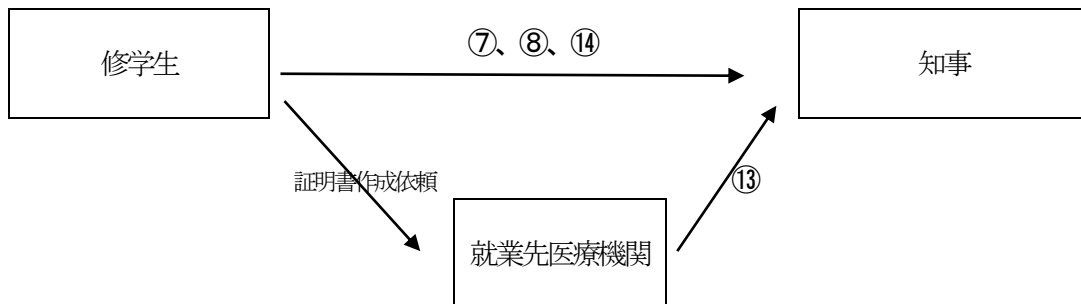 ⑦、⑧、⑭
修学生
知事
証明書作成依頼
⑬
就業先医療機関